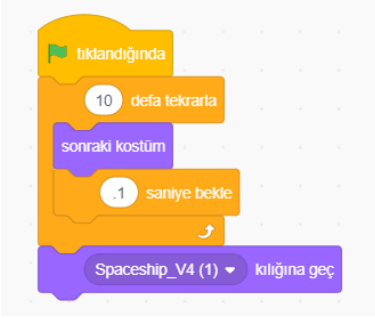 tıklandığında
10 defa tekrarla
sonraki kostüm
.1 saniye bekle
Spaceship_V4 (1) kılığına geç